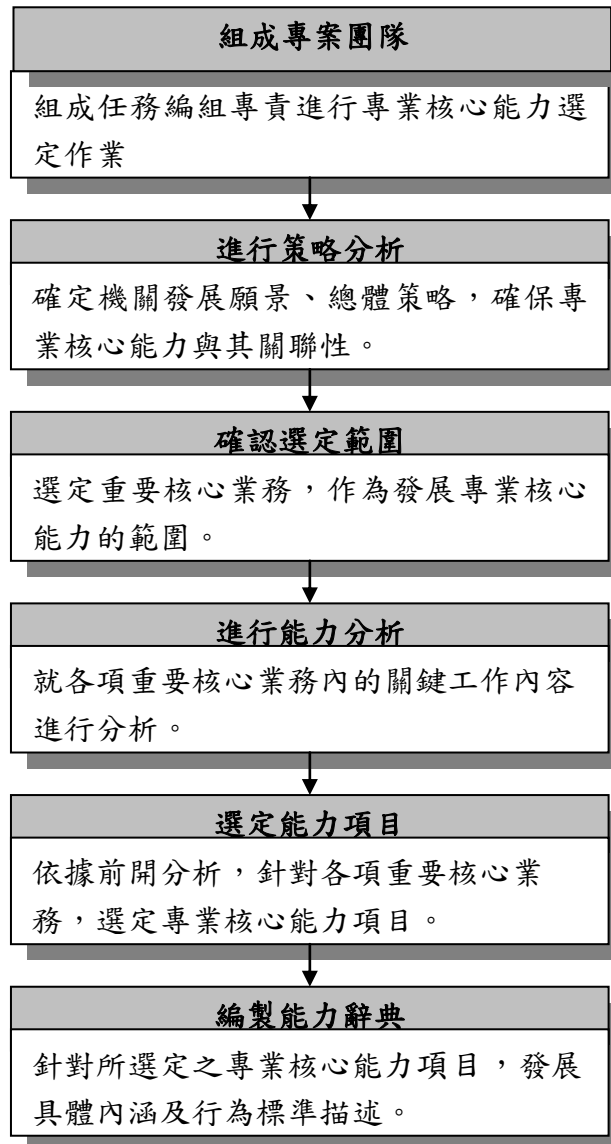 組成專案團隊
組成任務編組專責進行專業核心能力選
定作業
進行策略分析
確定機關發展願景、總體策略，確保專
業核心能力與其關聯性。
確認選定範圍
選定重要核心業務，作為發展專業核心
能力的範圍。
進行能力分析
就各項重要核心業務內的關鍵工作內容
進行分析。
選定能力項目
依據前開分析，針對各項重要核心業
務，選定專業核心能力項目。
編製能力辭典
針對所選定之專業核心能力項目，發展
具體內涵及行為標準描述。